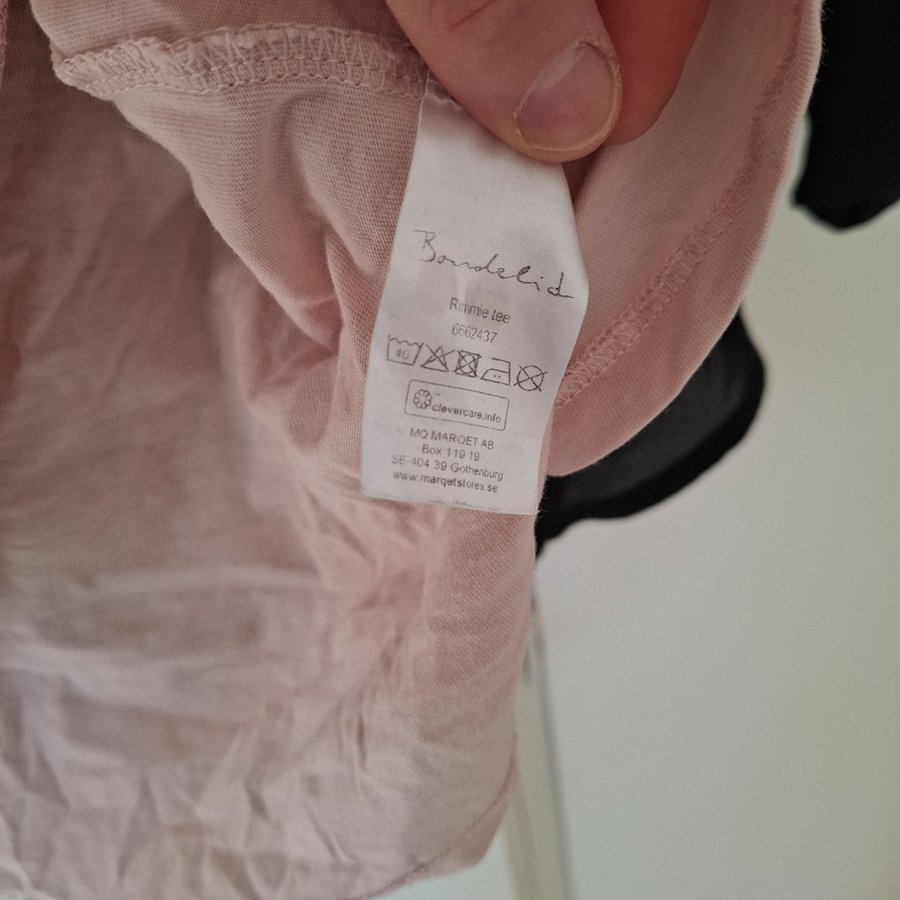 Bondelid
Rimmie tee
6662437
40
clevercare.info
MQ MARQET AB
Box 119 19
SE-404 39 Gothenburg
www.marqetstores.se